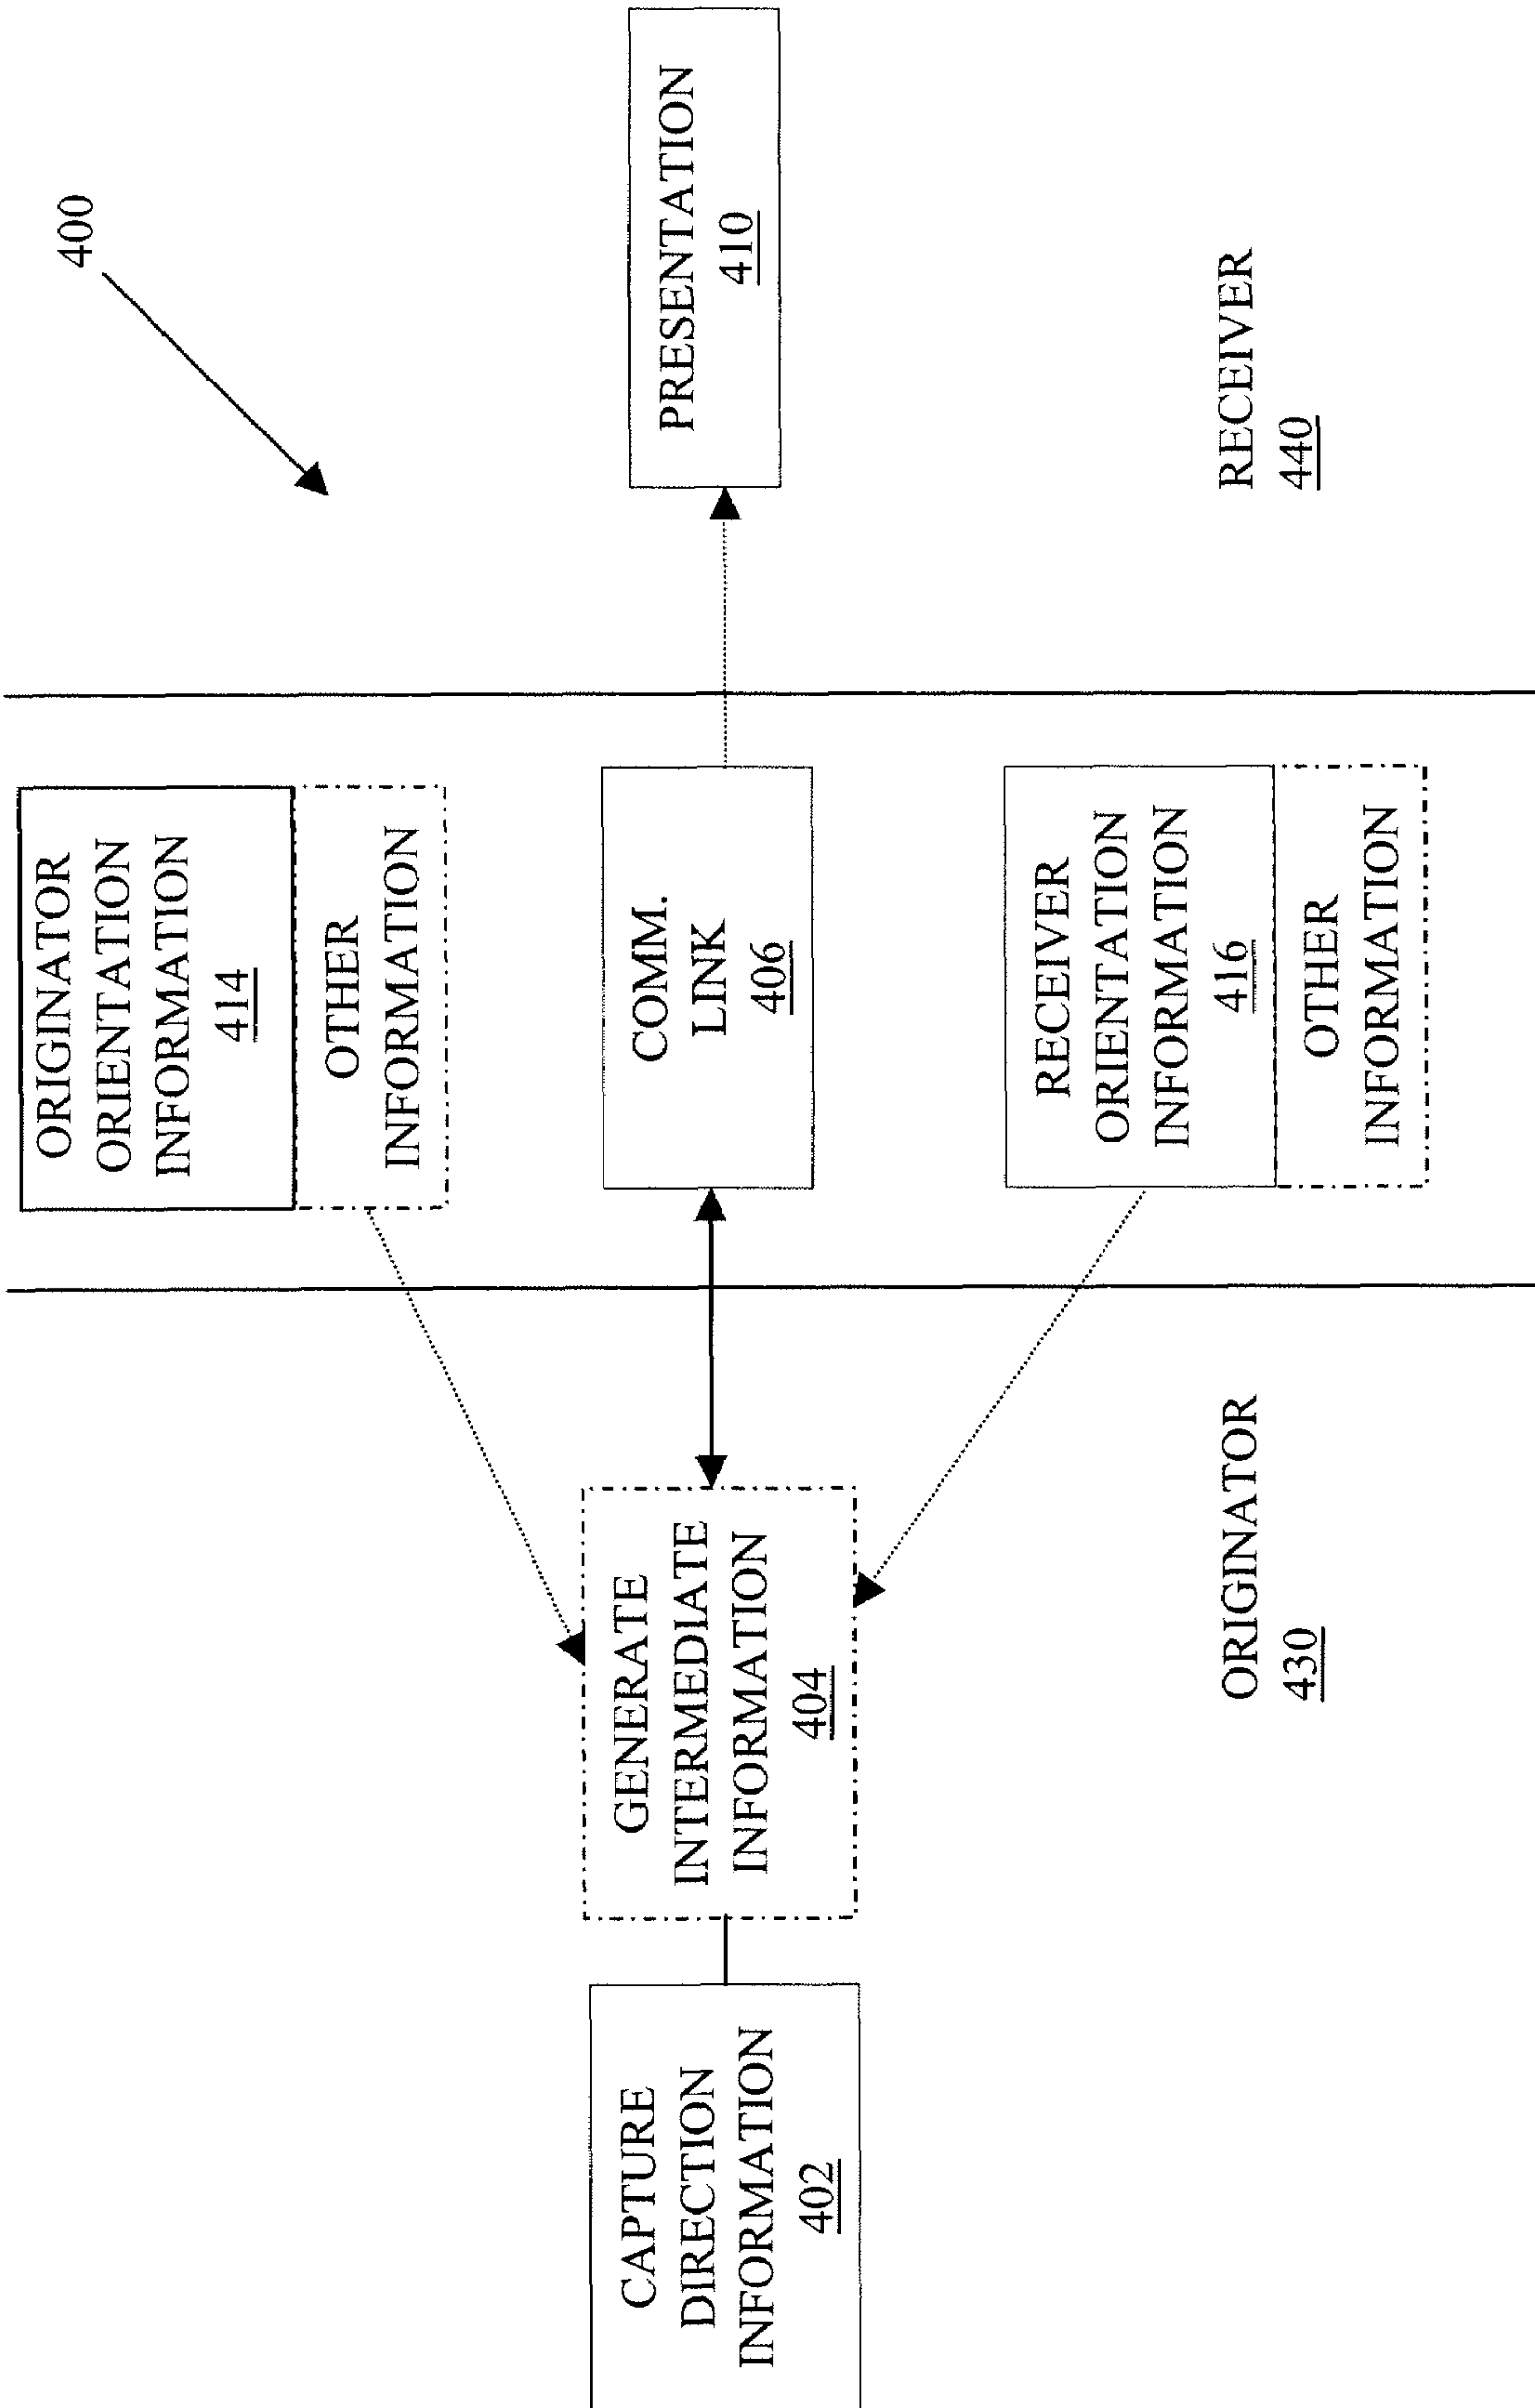 400
ORIGINATOR
ORIENTATION
INFORMATION
414
OTHER
INFORMATION
CAPTURE
DIRECTION
INFORMATION
402
GENERATE
INTERMEDIATE
INFORMATION
404
COMM.
LINK
406
PRESENTATION
410
RECEIVER
ORIENTATION
INFORMATION
416
OTHER
INFORMATION
ORIGINATOR
430
RECEIVER
440